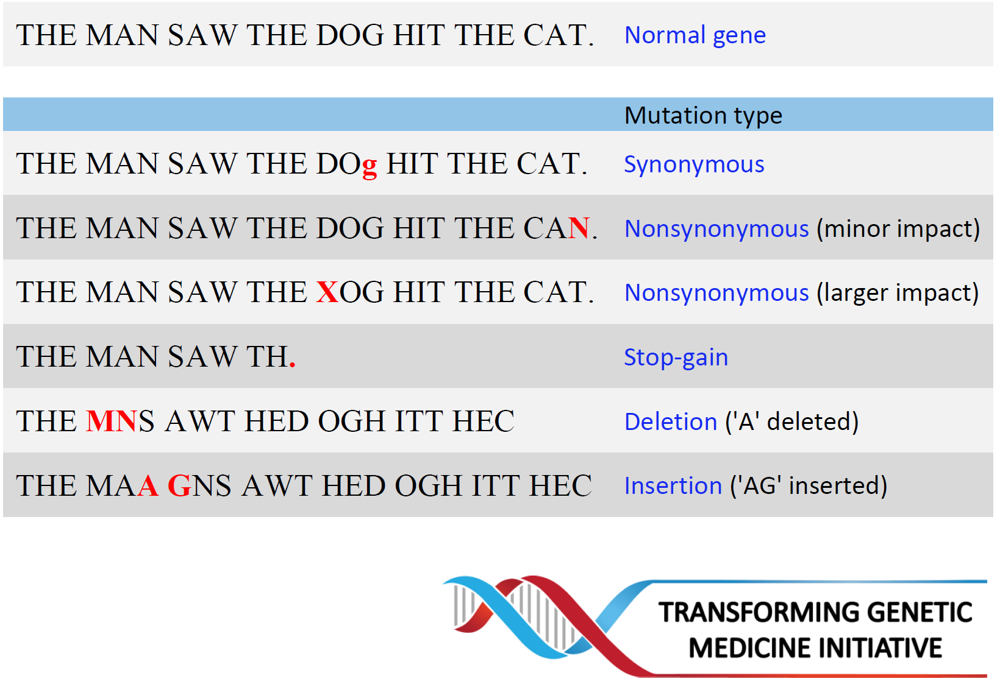 THE MAN SAW THE DOG HIT THE CAT. Normal gene
Mutation type
THE MAN SAW THE DOg HIT THE CAT. Synonymous
THE MAN SAW THE DOG HIT THE CAN. Nonsynonymous (minor impact)
THE MAN SAW THE XOG HIT THE CAT. Nonsynonymous (larger impact)
THE MAN SAW TH. Stop-gain
THE MNS AWT HED OGH ITT HEC Deletion ('A' deleted)
THE MAA GNS AWT HED OGH ITT HEC Insertion ('AG' inserted)
TRANSFORMING GENETIC
MEDICINE INITIATIVE